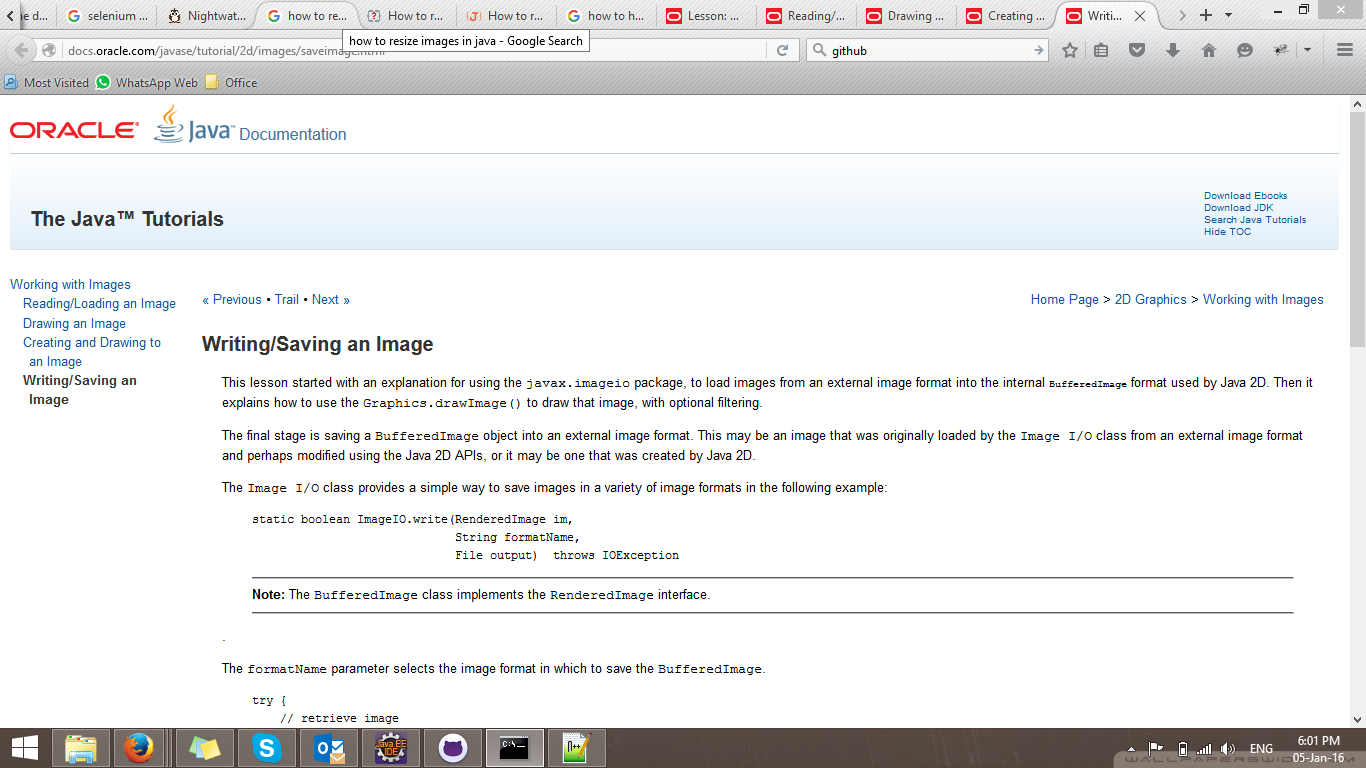 e d...
selenium ...
Nightwat...
how to re...
How to r...
How to r...
how to h...
Lesson: ...
Reading/...
Drawing ...
Creating ...
Writi...
docs.oracle.com/javase/tutorial/2d/images/saveimage.html
how to resize images in java - Google Search
github
Most Visited
WhatsApp Web
Office
ORACLE
Java™ Documentation
The Java™ Tutorials
Download Ebooks
Download JDK
Search Java Tutorials
Hide TOC
Working with Images
Reading/Loading an Image
Drawing an Image
Creating and Drawing to
an Image
Writing/Saving an
Image
« Previous • Trail • Next »
Home Page > 2D Graphics > Working with Images
Writing/Saving an Image
This lesson started with an explanation for using the javax.imageio package, to load images from an external image format into the internal BufferedImage format used by Java 2D. Then it
explains how to use the Graphics.drawImage() to draw that image, with optional filtering.
The final stage is saving a BufferedImage object into an external image format. This may be an image that was originally loaded by the Image I/O class from an external image format
and perhaps modified using the Java 2D APIs, or it may be one that was created by Java 2D.
The Image I/O class provides a simple way to save images in a variety of image formats in the following example:
static boolean ImageIO.write(RenderedImage im,
String formatName,
File output)  throws IOException
Note: The BufferedImage class implements the RenderedImage interface.
.
The formatName parameter selects the image format in which to save the BufferedImage.
try {
// retrieve image
Java EE
IDE
C:\_
ENG
6:01 PM
05-Jan-16